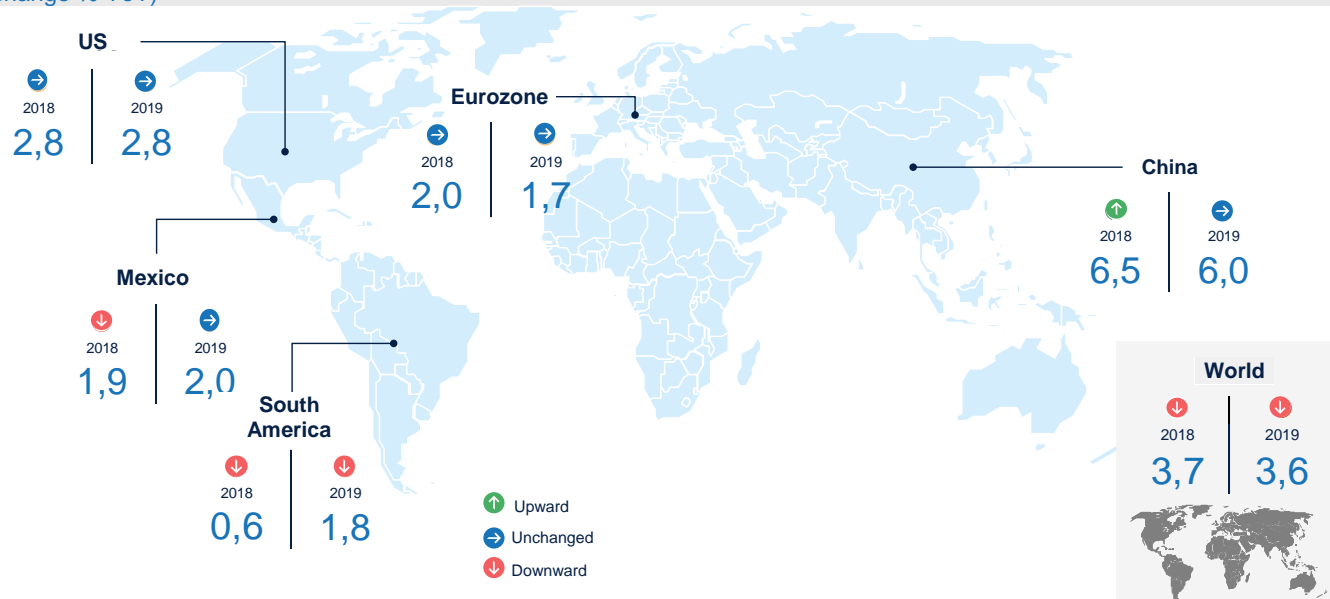 US
2018 2019
2,8 2,8
Eurozone
2018 2019
2,0 1,7
China
2018 2019
6,5 6,0
Mexico
2018 2019
1,9 2,0
South
America
2018 2019
0,6 1,8
World
2018 2019
3,7 3,6
Upward
Unchanged
Downward